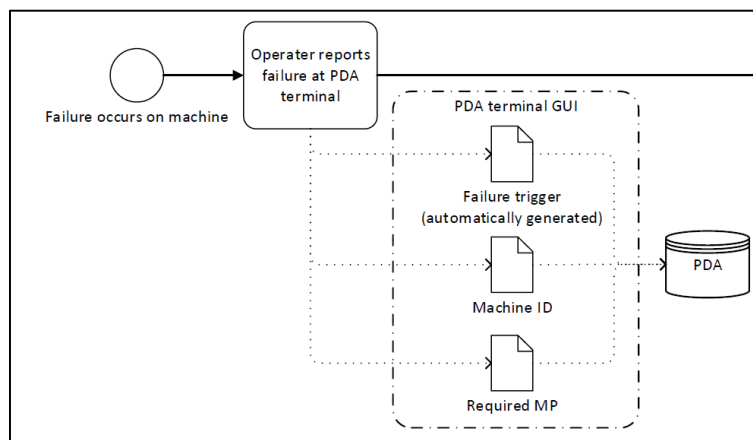 Operater reports
failure at PDA
terminal
Failure occurs on machine
PDA terminal GUI
Failure trigger
(automatically generated)
PDA
Machine ID
Required MP